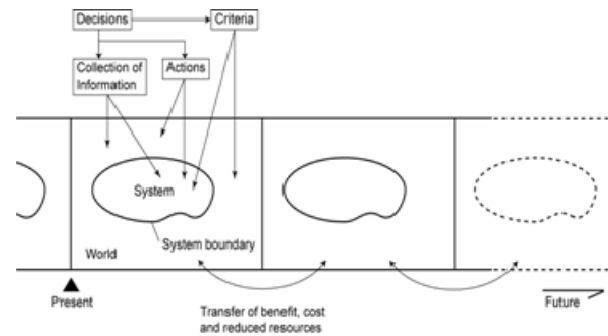 Decisions
Criteria
Collection of
Information
Actions
System
System boundary
World
Present
Transfer of benefit, cost
and reduced resources
Future